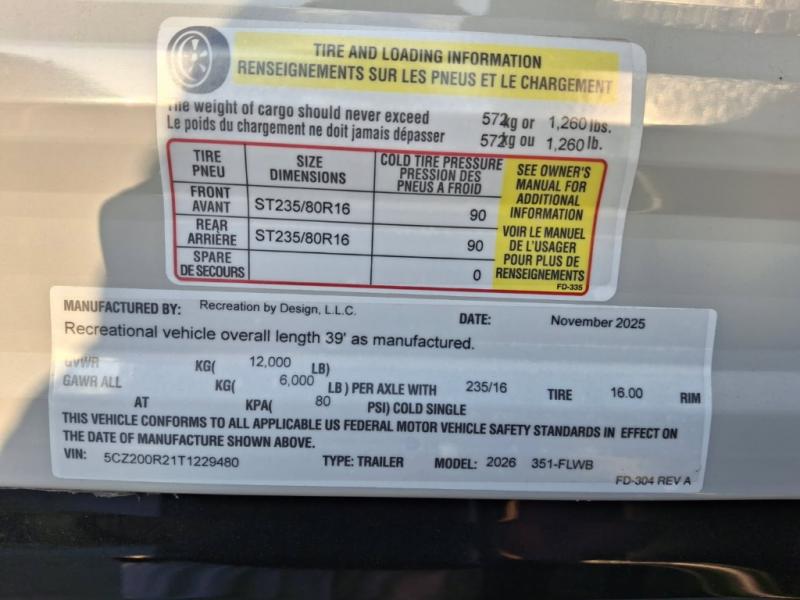 TIRE AND LOADING INFORMATION
RENSEIGNEMENTS SUR LES PNEUS ET LE CHARGEMENT
The weight of cargo should never exceed 572kg or 1,260 lbs.
Le poids du chargement ne doit jamais dépasser 572kg ou 1,260 lb.
TIRE PNEU SIZE DIMENSIONS COLD TIRE PRESSURE PRESSION DES PNEUS A FROID
FRONT AVANT ST235/80R16 90
REAR ARRIÈRE ST235/80R16 90
SPARE DE SECOURS 0
SEE OWNER'S
MANUAL FOR
ADDITIONAL
INFORMATION
VOIR LE MANUEL
DE L'USAGER
POUR PLUS DE
RENSEIGNEMENTS
FD-335
MANUFACTURED BY: Recreation by Design, L.L.C. DATE: November 2025
Recreational vehicle overall length 39' as manufactured.
GVWR KG( 12,000 LB)
GAWR ALL KG( 6,000 LB) PER AXLE WITH 235/16 TIRE 16.00 RIM
AT KPA( 80 PSI) COLD SINGLE
THIS VEHICLE CONFORMS TO ALL APPLICABLE US FEDERAL MOTOR VEHICLE SAFETY STANDARDS IN EFFECT ON
THE DATE OF MANUFACTURE SHOWN ABOVE.
VIN: 5CZ200R21T1229480 TYPE: TRAILER MODEL: 2026 351-FLWB
FD-304 REV A